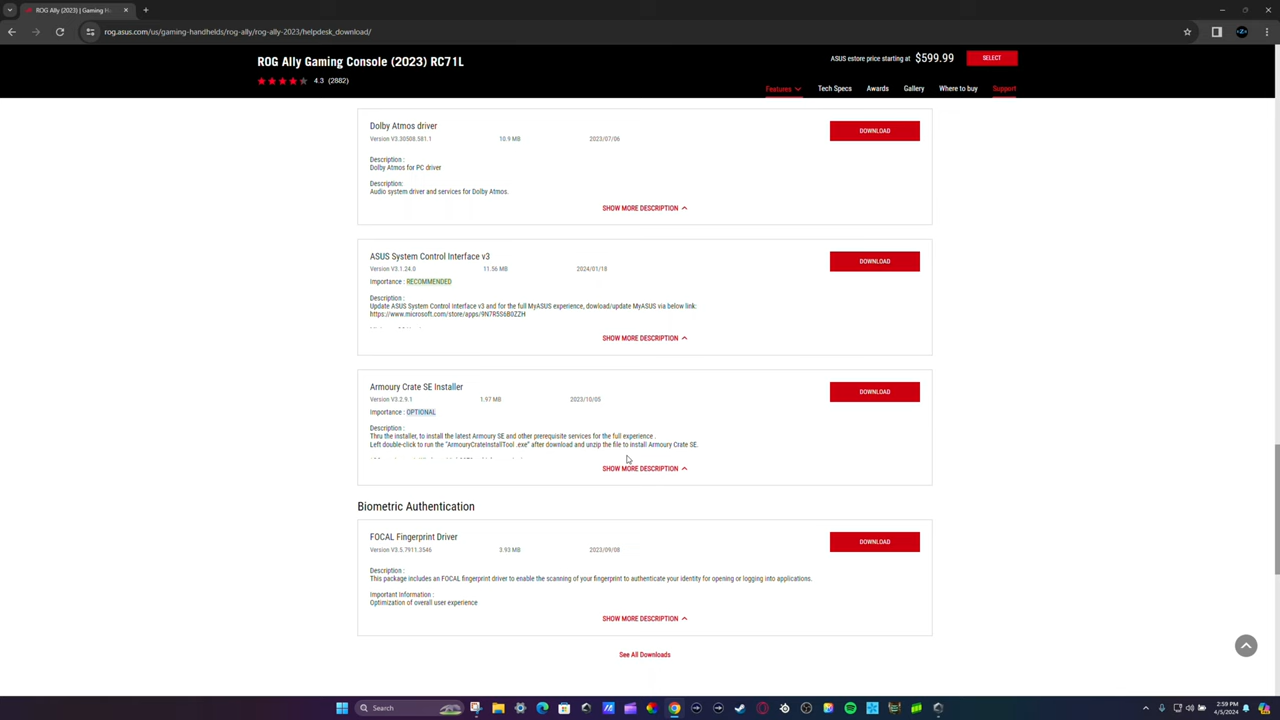 ROG Ally (2023) | Gaming H
rog.asus.com/us/gaming-handhelds/rog-ally/rog-ally-2023/helpdesk_download/
ROG Ally Gaming Console (2023) RC71L
ASUS estore price starting at $599.99
SELECT
4.3 (2882)
Features
Tech Specs
Awards
Gallery
Where to buy
Support
Dolby Atmos driver
DOWNLOAD
Version V3.30508.581.1 10.9 MB 2023/07/06
Description :
Dolby Atmos for PC driver
Description:
Audio system driver and services for Dolby Atmos.
SHOW MORE DESCRIPTION
ASUS System Control Interface v3
DOWNLOAD
Version V3.1.24.0 11.56 MB 2024/01/18
Importance : RECOMMENDED
Description :
Update ASUS System Control Interface v3 and for the full MyASUS experience, dowload/update MyASUS via below link:
https://www.microsoft.com/store/apps/9N7R5S6B0ZZH
SHOW MORE DESCRIPTION
Armoury Crate SE Installer
DOWNLOAD
Version V3.2.9.1 1.97 MB 2023/10/05
Importance : OPTIONAL
Description :
Thru the installer, to install the latest Armoury SE and other prerequisite services for the full experience .
Left double-click to run the "ArmouryCrateInstallTool .exe" after download and unzip the file to install Armoury Crate SE.
SHOW MORE DESCRIPTION
Biometric Authentication
FOCAL Fingerprint Driver
DOWNLOAD
Version V3.5.7911.3546 3.93 MB 2023/09/08
Description :
This package includes an FOCAL fingerprint driver to enable the scanning of your fingerprint to authenticate your identity for opening or logging into applications.
Important Information :
Optimization of overall user experience
SHOW MORE DESCRIPTION
See All Downloads
Search
2:59 PM
4/5/2024